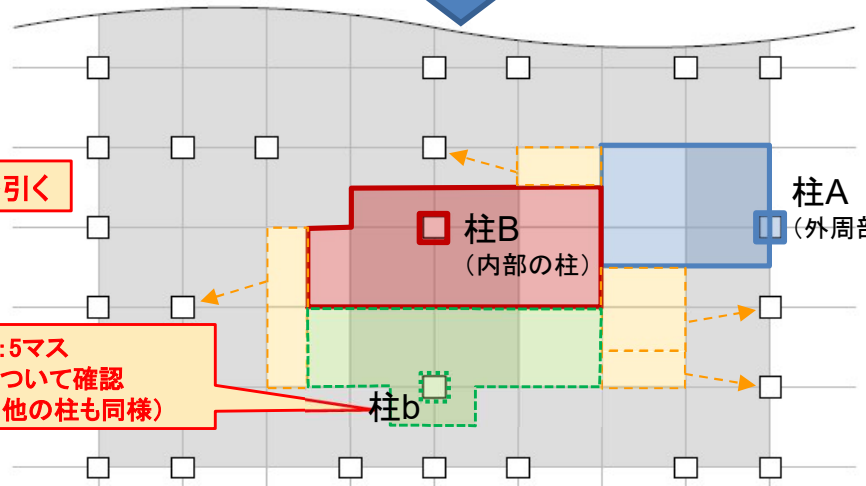 引く
柱A
（外周部
柱B
（内部の柱）
:5マス
ついて確認
他の柱も同様）
柱b